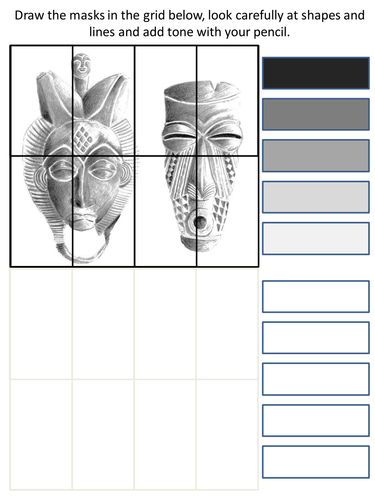 Draw the masks in the grid below, look carefully at shapes and
lines and add tone with your pencil.